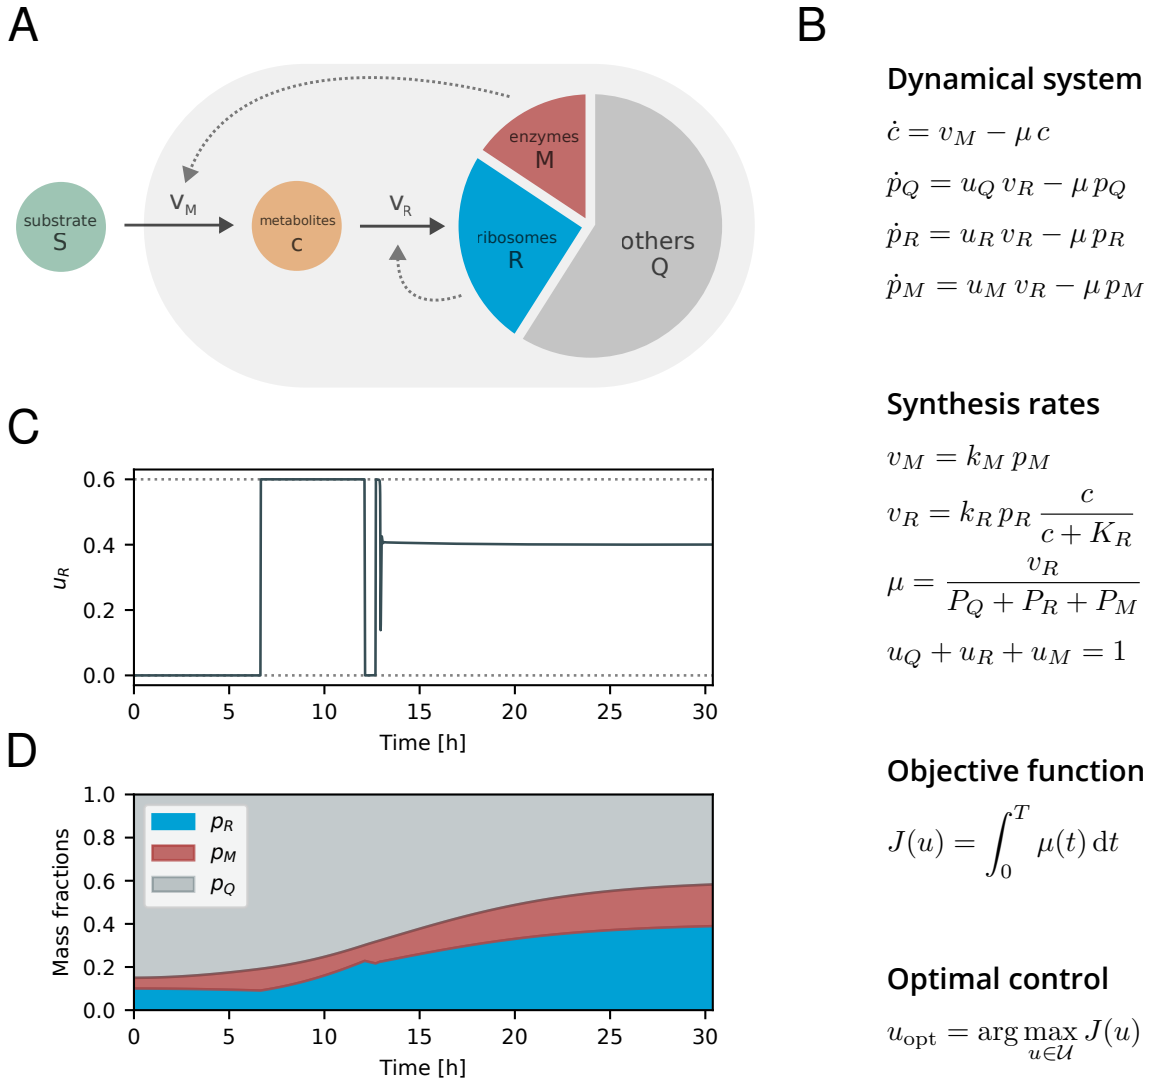 A
substrate
S
v_M
metabolites
c
v_R
enzymes
M
ribosomes
R
others
Q
B
Dynamical system
ċ = v_M − μ c
ṗ_Q = u_Q v_R − μ p_Q
ṗ_R = u_R v_R − μ p_R
ṗ_M = u_M v_R − μ p_M
Synthesis rates
v_M = k_M p_M
v_R = k_R p_R c / (c + K_R)
μ = v_R / (P_Q + P_R + P_M)
u_Q + u_R + u_M = 1
Objective function
J(u) = ∫_0^T μ(t) dt
Optimal control
u_opt = arg max_{u∈𝒰} J(u)
C
u_R
0.6
0.4
0.2
0.0
0 5 10 15 20 25 30
Time [h]
D
Mass fractions
1.0
0.8
0.6
0.4
0.2
0.0
p_R
p_M
p_Q
0 5 10 15 20 25 30
Time [h]